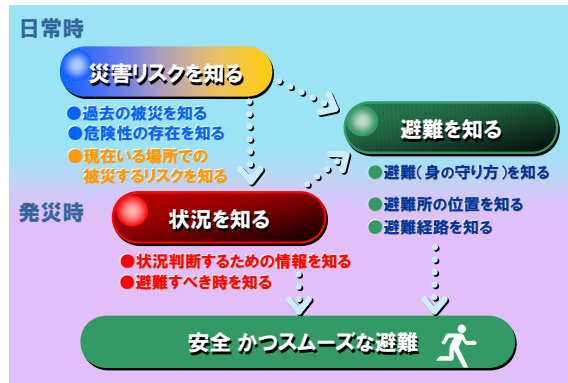 日常時
災害リスクを知る
●過去の被災を知る
●危険性の存在を知る
●現在いる場所での
被災するリスクを知る
避難を知る
●避難(身の守り方)を知る
●避難所の位置を知る
●避難経路を知る
発災時
状況を知る
●状況判断するための情報を知る
●避難すべき時を知る
安全 かつスムーズな避難